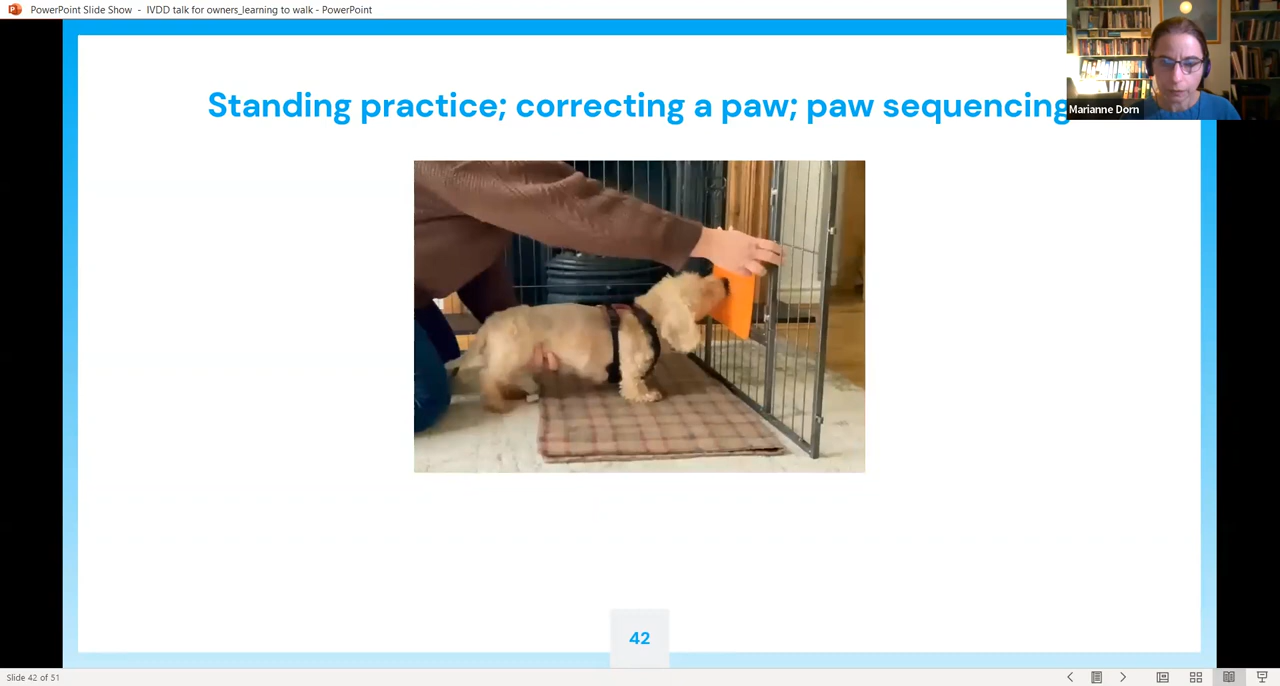 PowerPoint Slide Show - IVDD talk for owners_learning to walk - PowerPoint
Marianne Dorn
Standing practice; correcting a paw; paw sequencing
42
Slide 42 of 51